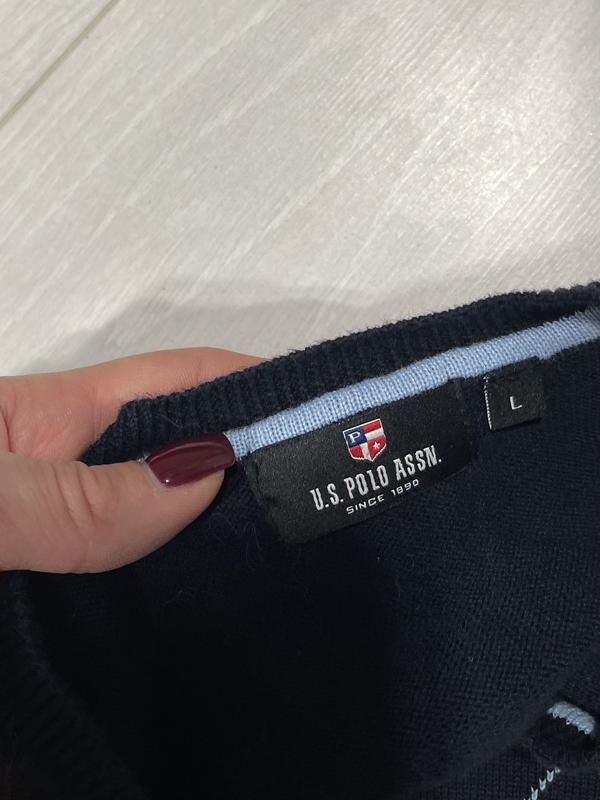 P
U.S. POLO ASSN.
SINCE 1890
L